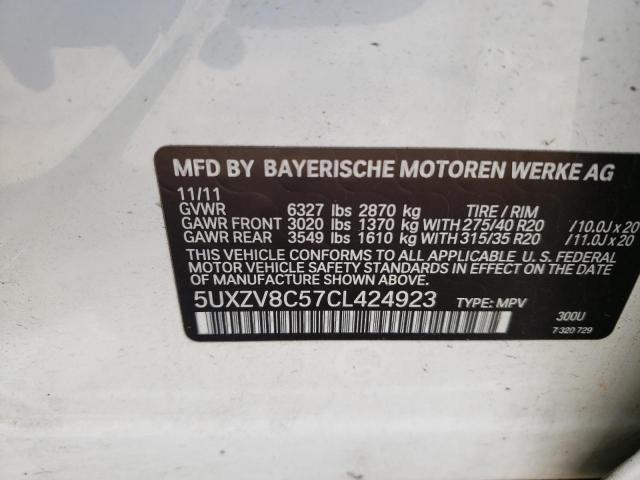 MFD BY BAYERISCHE MOTOREN WERKE AG
11/11
GVWR 6327 lbs 2870 kg TIRE / RIM
GAWR FRONT 3020 lbs 1370 kg WITH 275/40 R20 /10.0J x 20
GAWR REAR 3549 lbs 1610 kg WITH 315/35 R20 /11.0J x 20
THIS VEHICLE CONFORMS TO ALL APPLICABLE U. S. FEDERAL
MOTOR VEHICLE SAFETY STANDARDS IN EFFECT ON THE DATE
OF MANUFACTURE SHOWN ABOVE.
5UXZV8C57CL424923 TYPE: MPV
300U
7 320 729